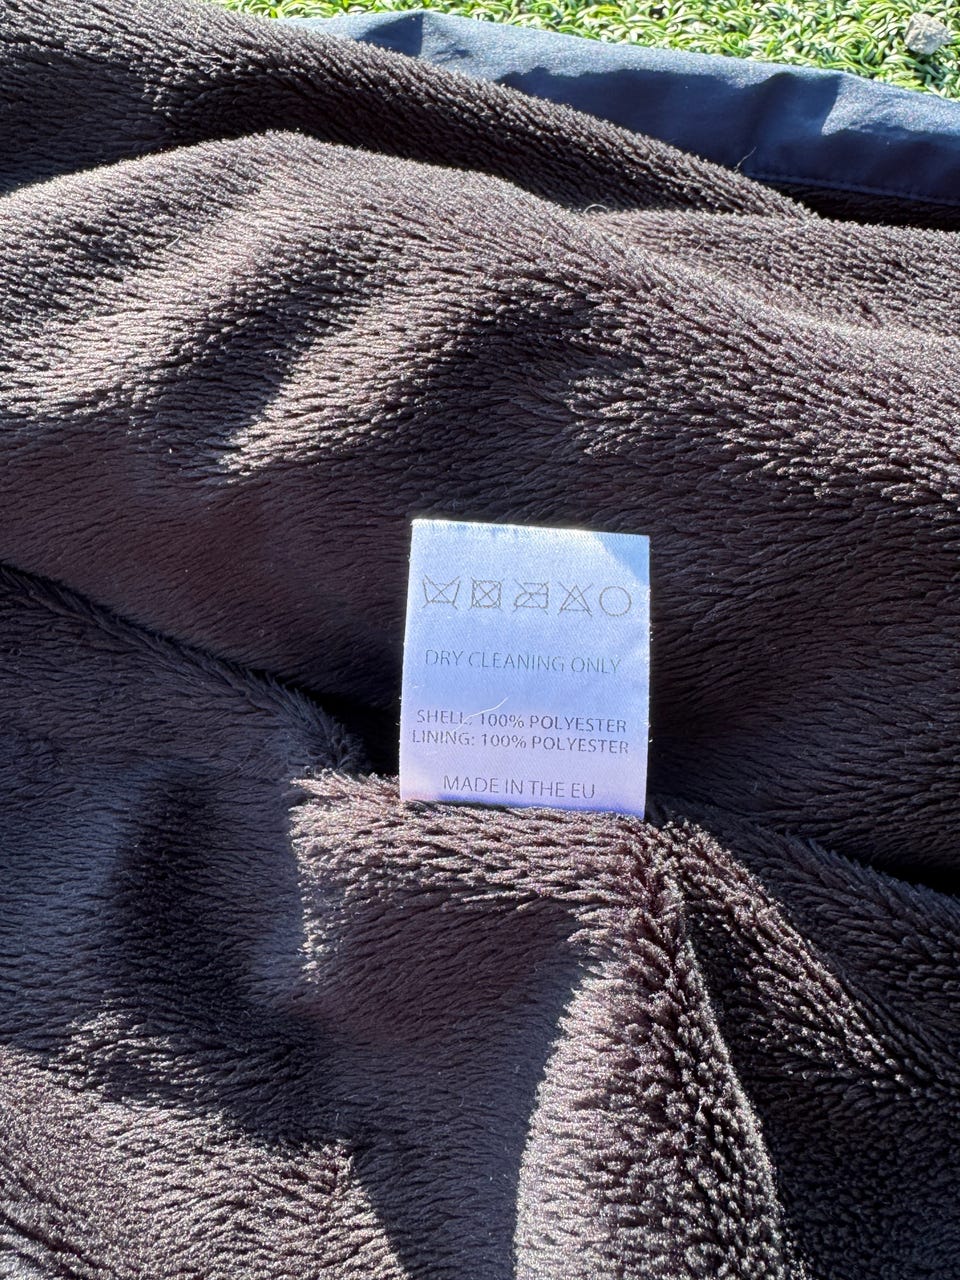 DRY CLEANING ONLY
SHELL: 100% POLYESTER
LINING: 100% POLYESTER
MADE IN THE EU